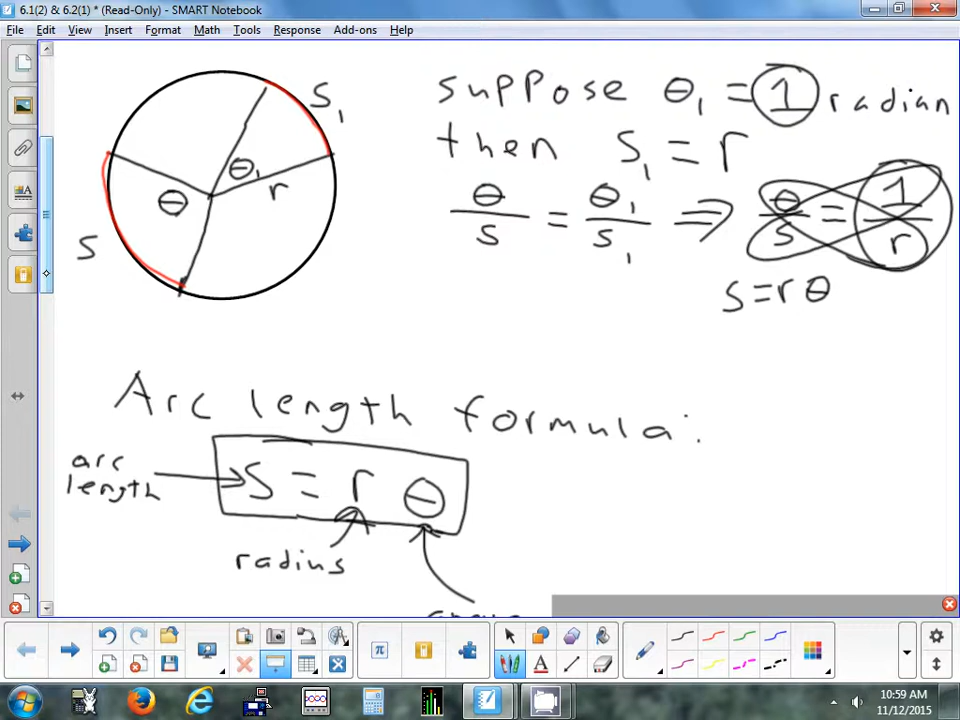 6.1(2) & 6.2(1) * (Read-Only) - SMART Notebook
File Edit View Insert Format Math Tools Response Add-ons Help
suppose θ₁ = 1 radian
then s₁ = r
θ/s = θ₁/s₁ ⇒ θ/s = 1/r
s = r θ
S₁
θ₁
r
θ
S
Arc length formula:
arc
length
S = r θ
radius
10:59 AM
11/12/2015